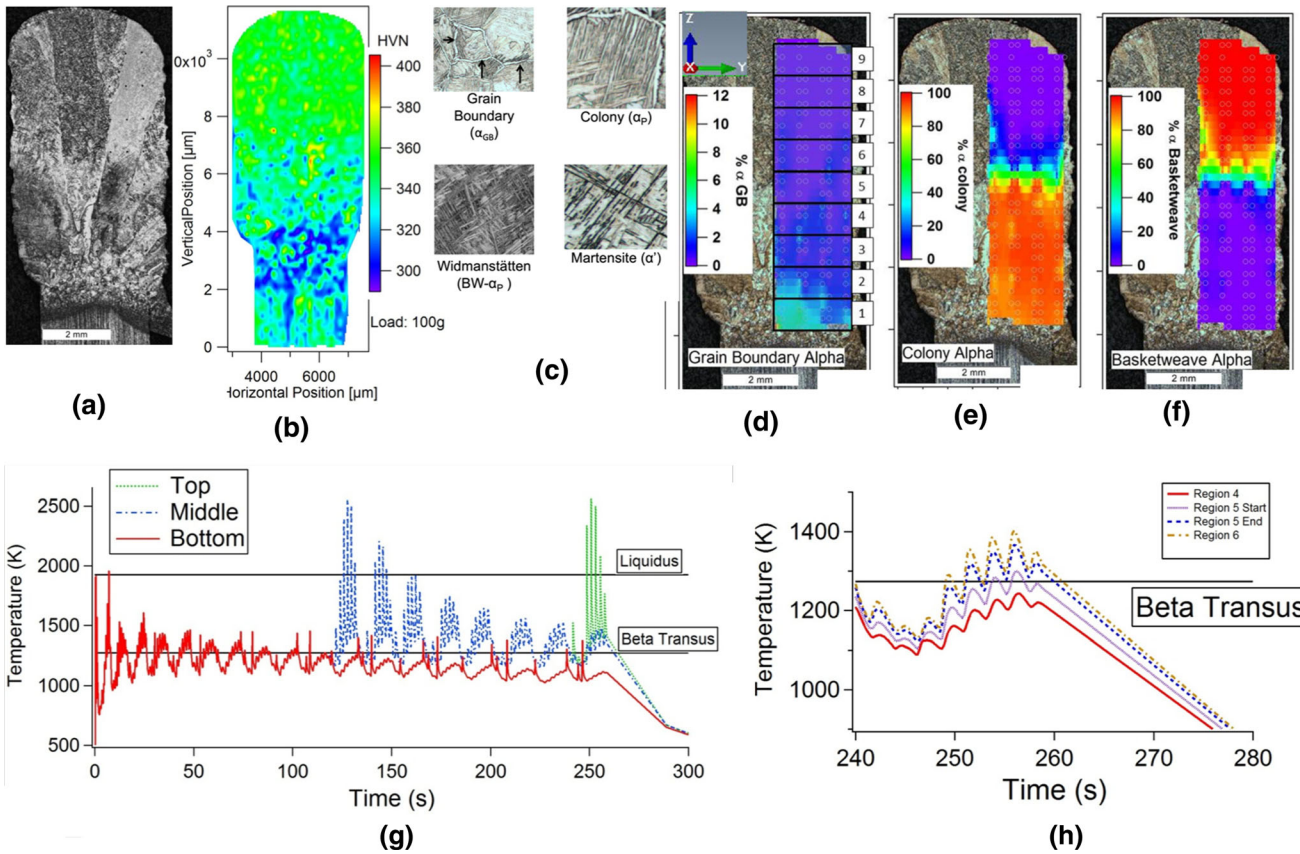 2 mm
(a)
HVN
0x10³
8
6
4
2
0
VerticalPosition [µm]
400
380
360
340
320
300
Load: 100g
4000 6000
Horizontal Position [µm]
(b)
Grain
Boundary
(α_GB)
Colony (α_P)
Widmanstätten
(BW-α_P )
Martensite (α')
(c)
Z
X Y
12
10
8
6
4
2
0
% α GB
9
8
7
6
5
4
3
2
1
Grain Boundary Alpha
2 mm
(d)
100
80
60
40
20
0
% α colony
Colony Alpha
2 mm
(e)
100
80
60
40
20
0
% α Basketweave
Basketweave Alpha
2 mm
(f)
Top
Middle
Bottom
Liquidus
Beta Transus
2500
2000
1500
1000
500
Temperature (K)
0 50 100 150 200 250 300
Time (s)
(g)
Region 4
Region 5 Start
Region 5 End
Region 6
Beta Transus
1400
1200
1000
Temperature (K)
240 250 260 270 280
Time (s)
(h)